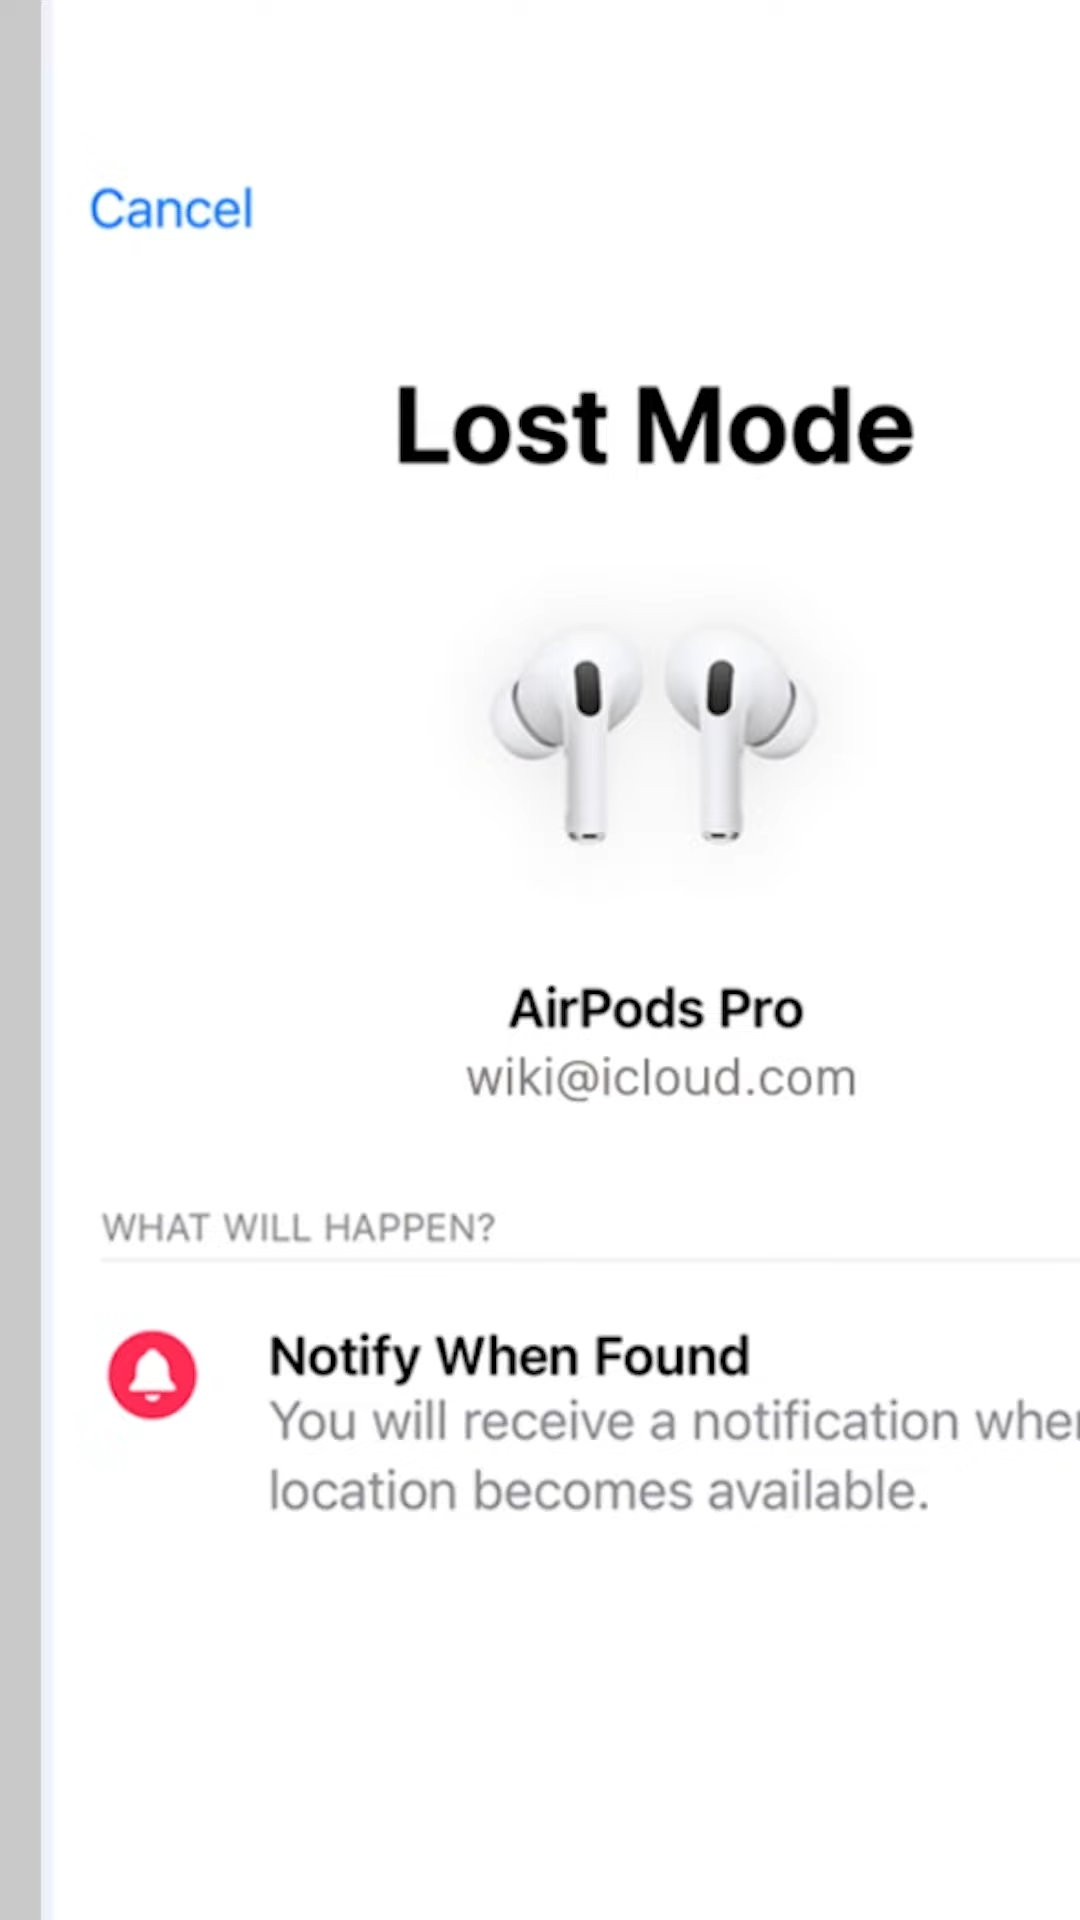 Cancel
Lost Mode
AirPods Pro
wiki@icloud.com
WHAT WILL HAPPEN?
Notify When Found
You will receive a notification
location becomes available.